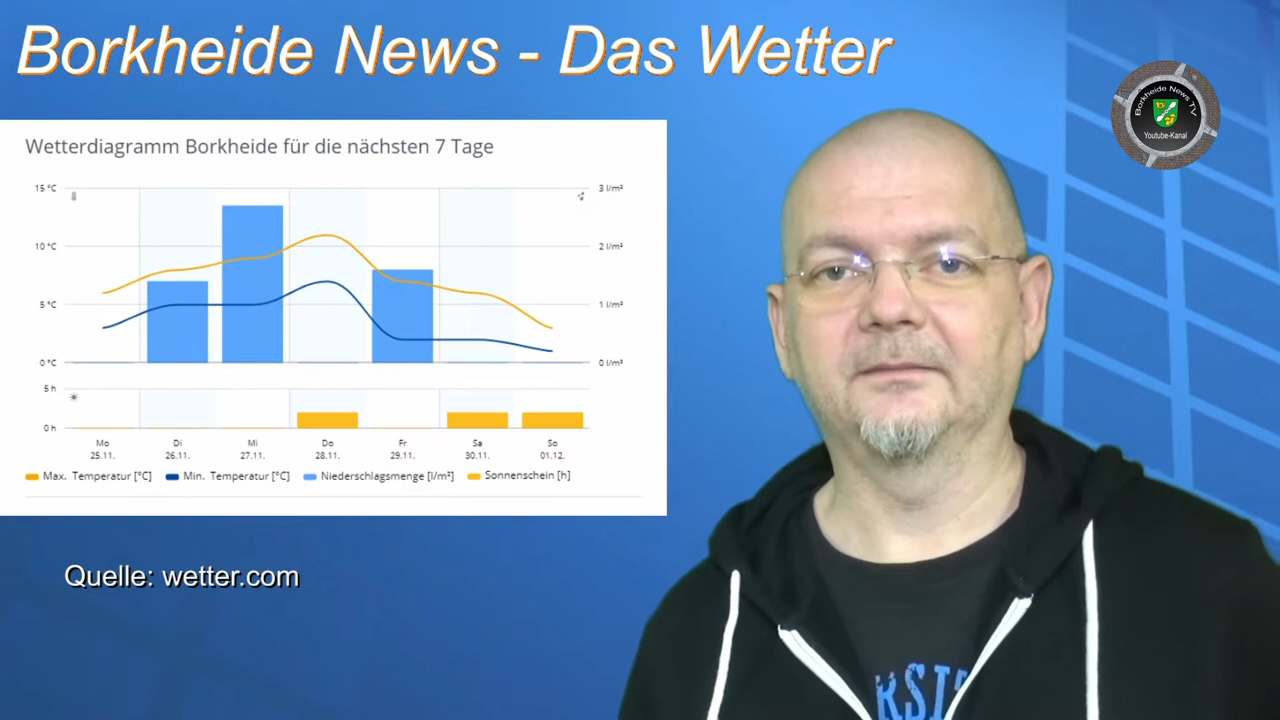 Borkheide News - Das Wetter
Borkheide News TV
Youtube-Kanal
Wetterdiagramm Borkheide für die nächsten 7 Tage
15 °C
3 l/m²
10 °C
2 l/m²
5 °C
1 l/m²
0 °C
0 l/m²
5 h
0 h
Mo Di Mi Do Fr Sa So
25.11. 26.11. 27.11. 28.11. 29.11. 30.11. 01.12.
Max. Temperatur [°C] Min. Temperatur [°C] Niederschlagsmenge [l/m²] Sonnenschein [h]
Quelle: wetter.com